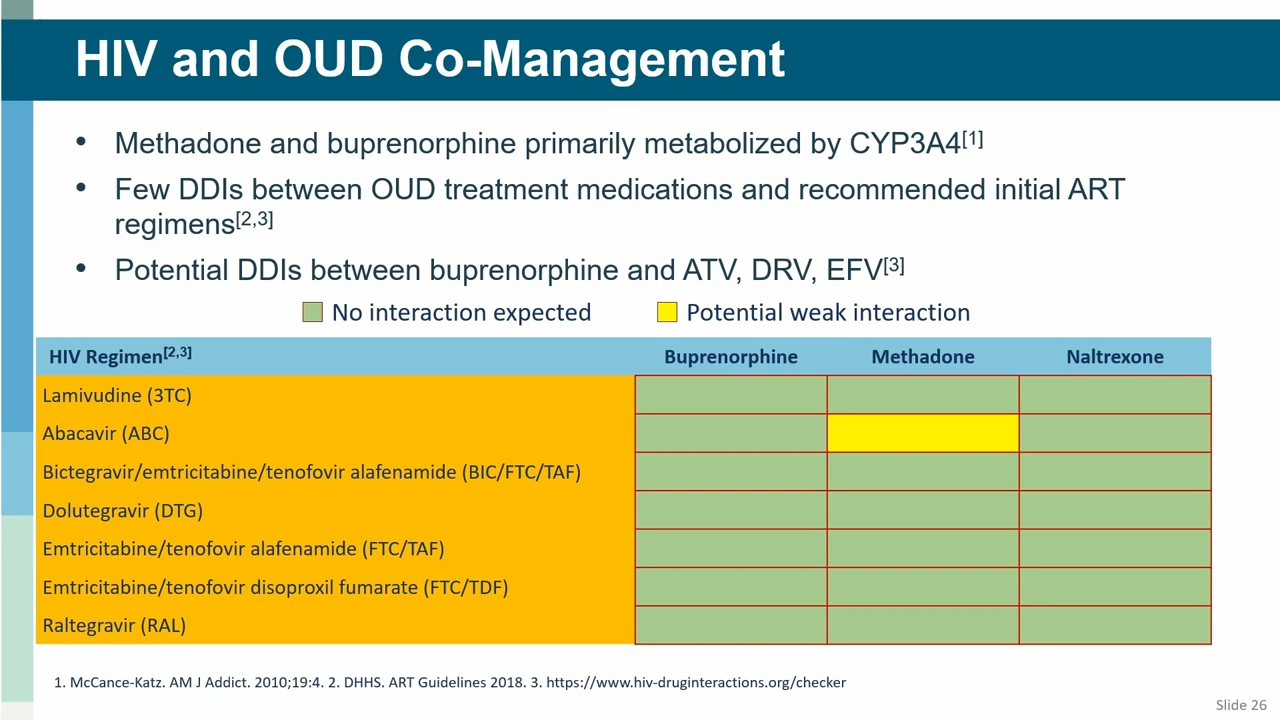 HIV and OUD Co-Management
• Methadone and buprenorphine primarily metabolized by CYP3A4[1]
• Few DDIs between OUD treatment medications and recommended initial ART
regimens[2,3]
• Potential DDIs between buprenorphine and ATV, DRV, EFV[3]
No interaction expected Potential weak interaction
HIV Regimen[2,3] Buprenorphine Methadone Naltrexone
Lamivudine (3TC)
Abacavir (ABC)
Bictegravir/emtricitabine/tenofovir alafenamide (BIC/FTC/TAF)
Dolutegravir (DTG)
Emtricitabine/tenofovir alafenamide (FTC/TAF)
Emtricitabine/tenofovir disoproxil fumarate (FTC/TDF)
Raltegravir (RAL)
1. McCance-Katz. AM J Addict. 2010;19:4. 2. DHHS. ART Guidelines 2018. 3. https://www.hiv-druginteractions.org/checker
Slide 26